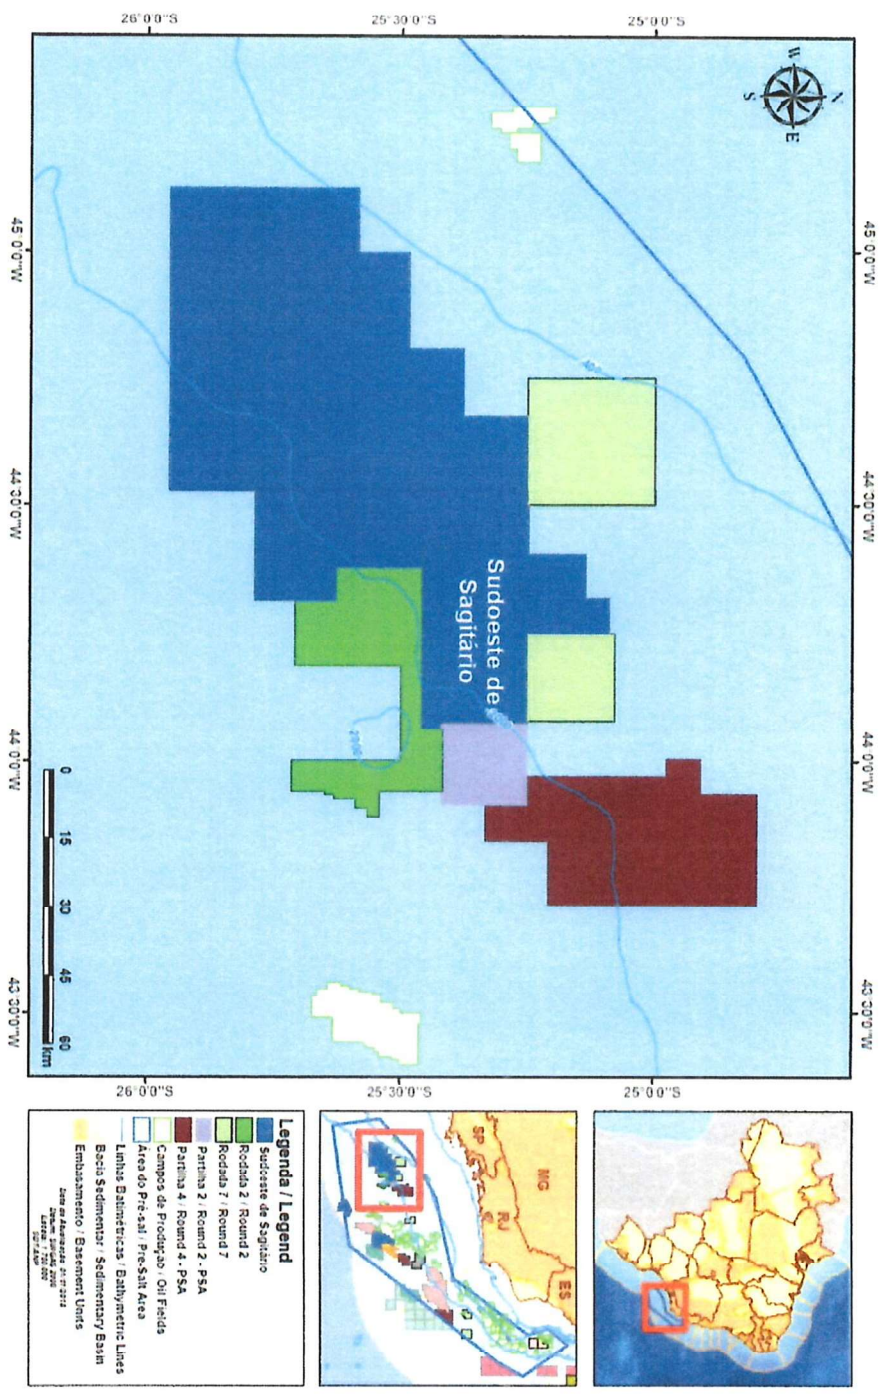 45°0'0"W
44°30'0"W
44°0'0"W
43°30'0"W
25°0'0"S
25°30'0"S
26°0'0"S
25°0'0"S
25°30'0"S
26°0'0"S
N
W
E
S
400
Sudoeste de
Sagitário
2000
0 15 30 45 60
Km
45°0'0"W
44°30'0"W
44°0'0"W
43°30'0"W
MG
ES
RJ
SP
Legenda / Legend
Sudoeste de Sagitário
Rodada 2 / Round 2
Rodada 7 / Round 7
Partilha 2 / Round 2 - PSA
Partilha 4 / Round 4 - PSA
Campos de Produção / Oil Fields
Área do Pré-sal / Pre-Salt Area
Linhas Batimétricas / Bathymetric Lines
Bacia Sedimentar / Sedimentary Basin
Embasamento / Basement Units